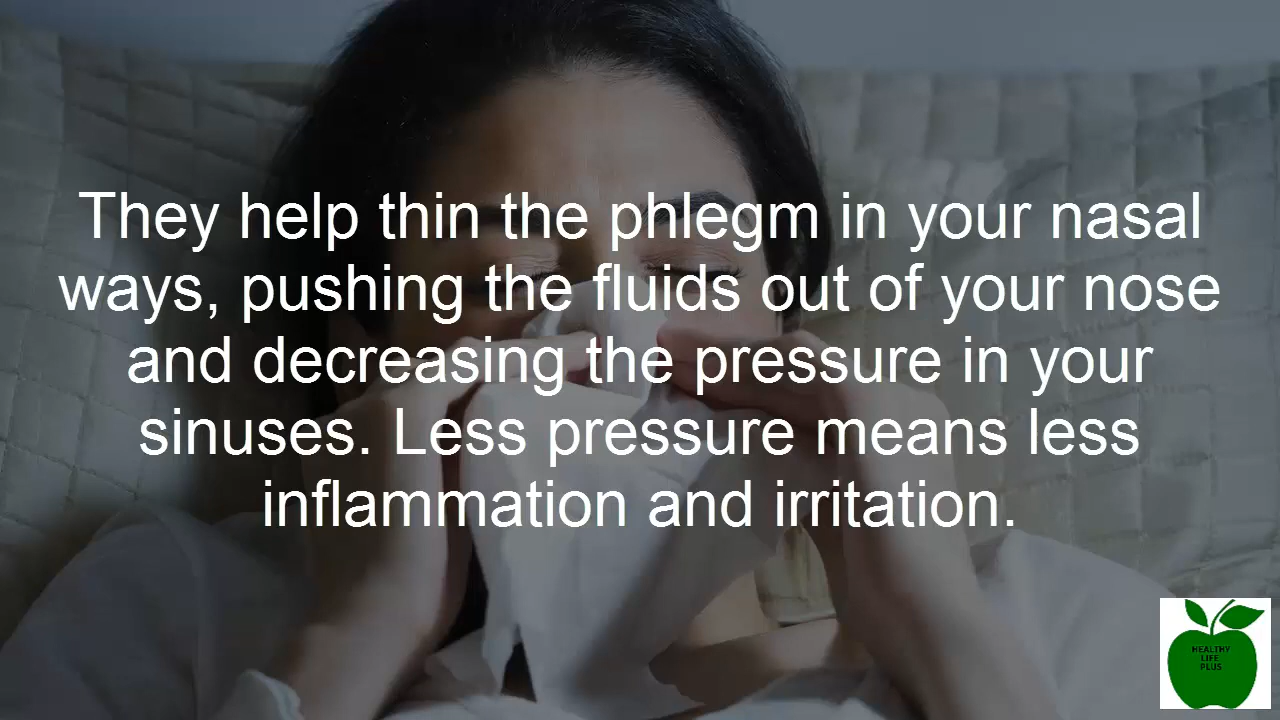 They help thin the phlegm in your nasal
ways, pushing the fluids out of your nose
and decreasing the pressure in your
sinuses. Less pressure means less
inflammation and irritation.
HEALTHY
LIFE
PLUS